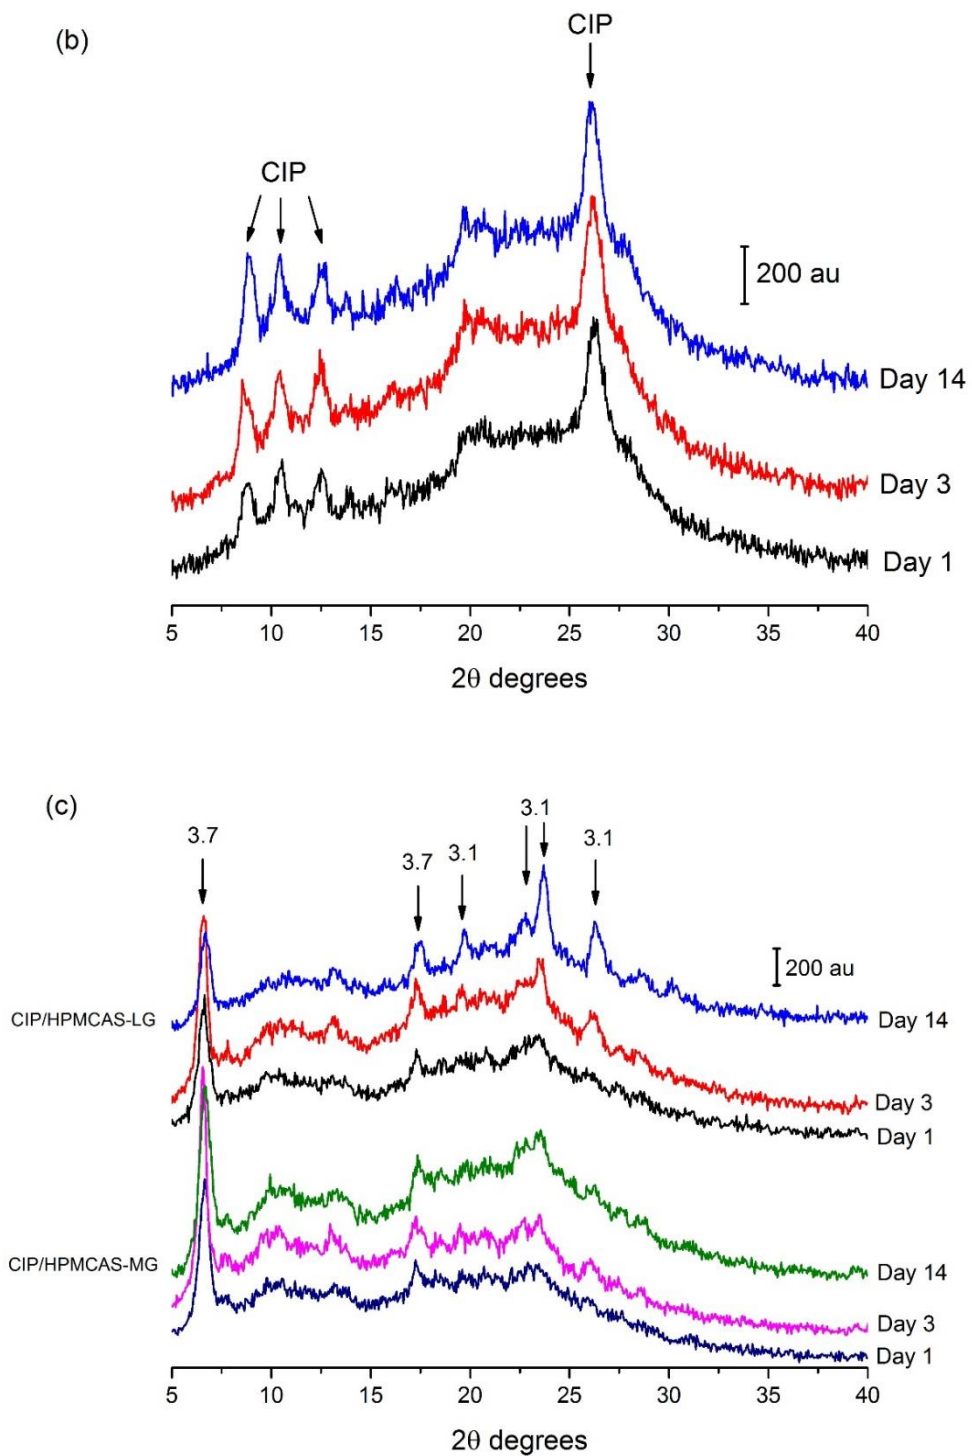 (b)
CIP
CIP
200 au
Day 14
Day 3
Day 1
5 10 15 20 25 30 35 40
2θ degrees
(c)
3.7
3.7
3.1
3.1
3.1
200 au
CIP/HPMCAS-LG
Day 14
Day 3
Day 1
CIP/HPMCAS-MG
Day 14
Day 3
Day 1
5 10 15 20 25 30 35 40
2θ degrees